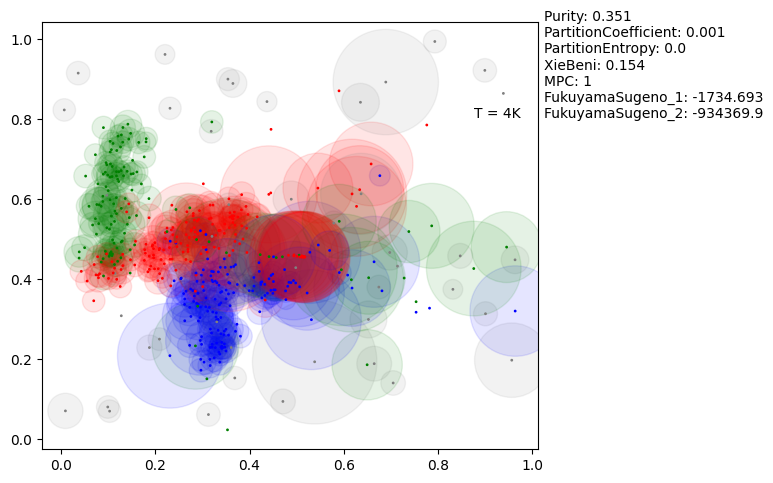 Purity: 0.351
PartitionCoefficient: 0.001
PartitionEntropy: 0.0
XieBeni: 0.154
MPC: 1
FukuyamaSugeno_1: -1734.693
FukuyamaSugeno_2: -934369.9
T = 4K
1.0
0.8
0.6
0.4
0.2
0.0
0.0 0.2 0.4 0.6 0.8 1.0